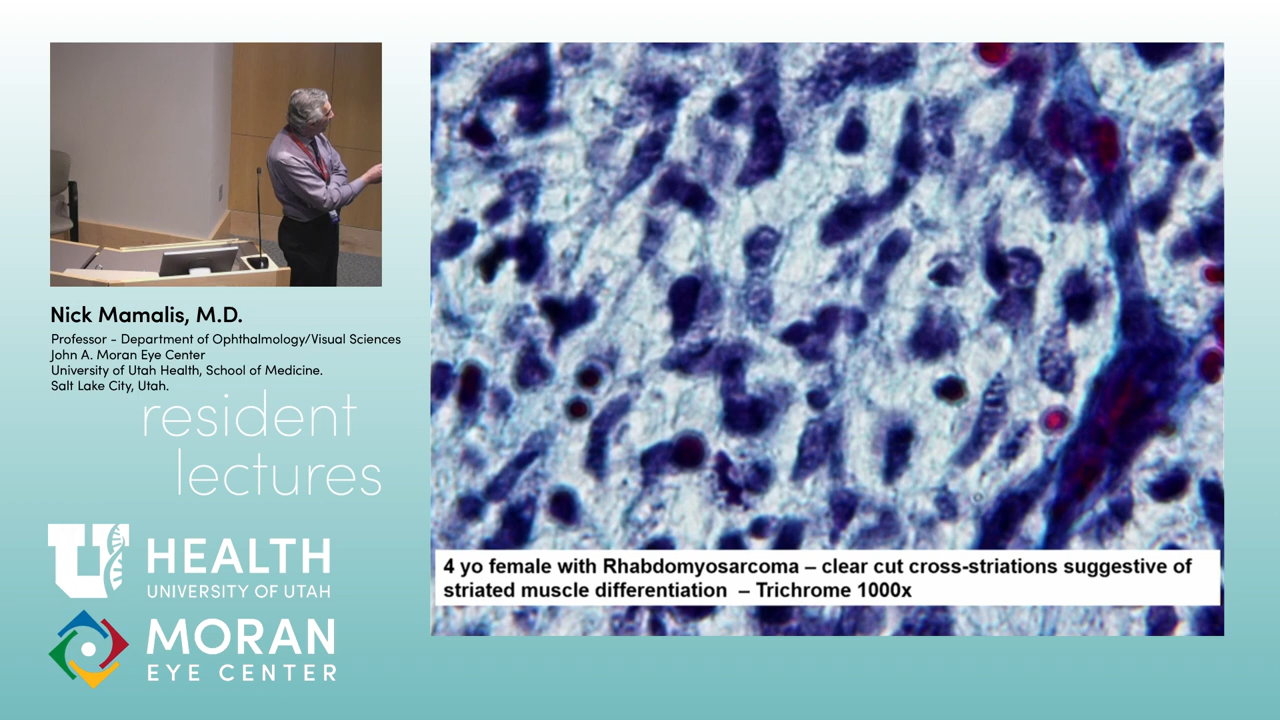 Nick Mamalis, M.D.
Professor - Department of Ophthalmology/Visual Sciences
John A. Moran Eye Center
University of Utah Health, School of Medicine.
Salt Lake City, Utah.
resident
lectures
U HEALTH
UNIVERSITY OF UTAH
MORAN
EYE CENTER
4 yo female with Rhabdomyosarcoma – clear cut cross-striations suggestive of
striated muscle differentiation – Trichrome 1000x